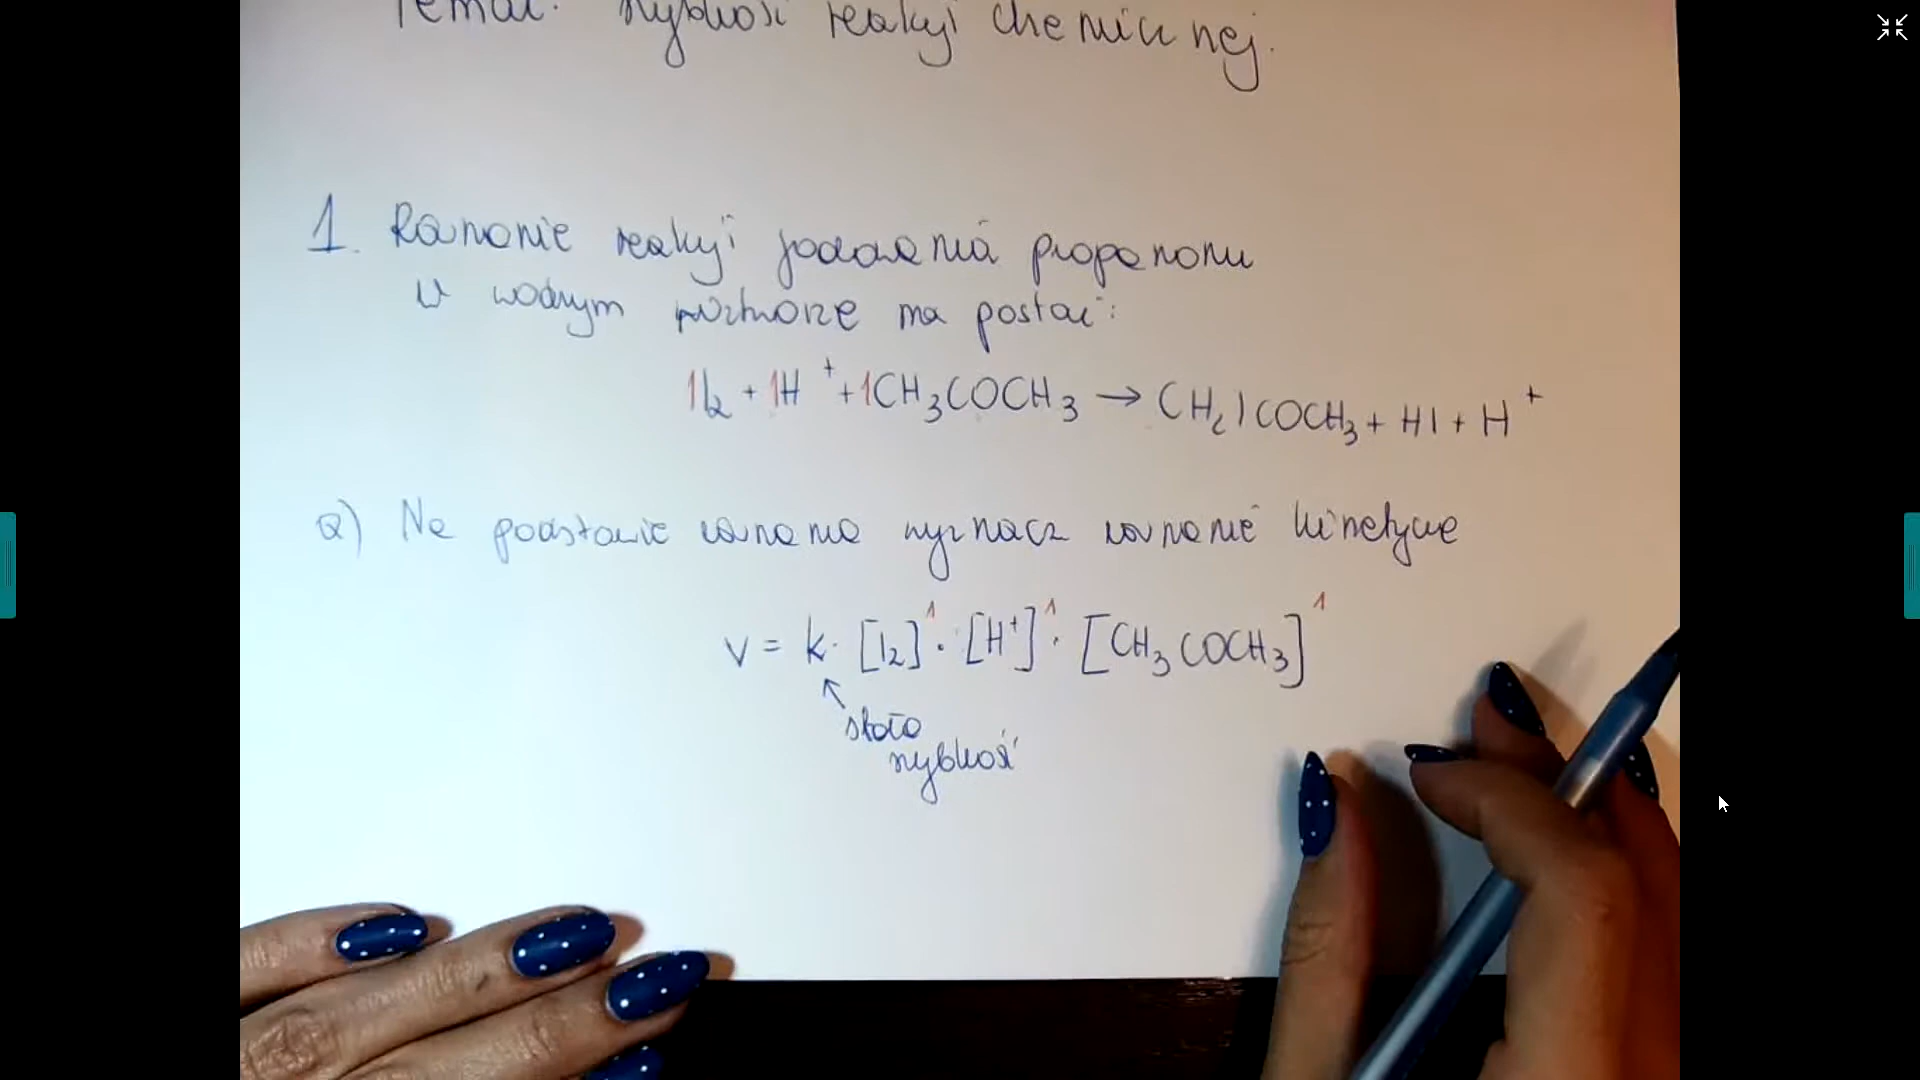 Temat: Szybkość reakcji chemicznej.
1. Równanie reakcji jodowania propanonu
w wodnym roztworze ma postać:
1I₂ + 1H⁺ + 1CH₃COCH₃ → CH₂ICOCH₃ + HI + H⁺
a) Na podstawie równania wyznacz równanie kinetyczne
v = k · [I₂]¹ · [H⁺]¹ · [CH₃COCH₃]¹
↖
stała
szybkość